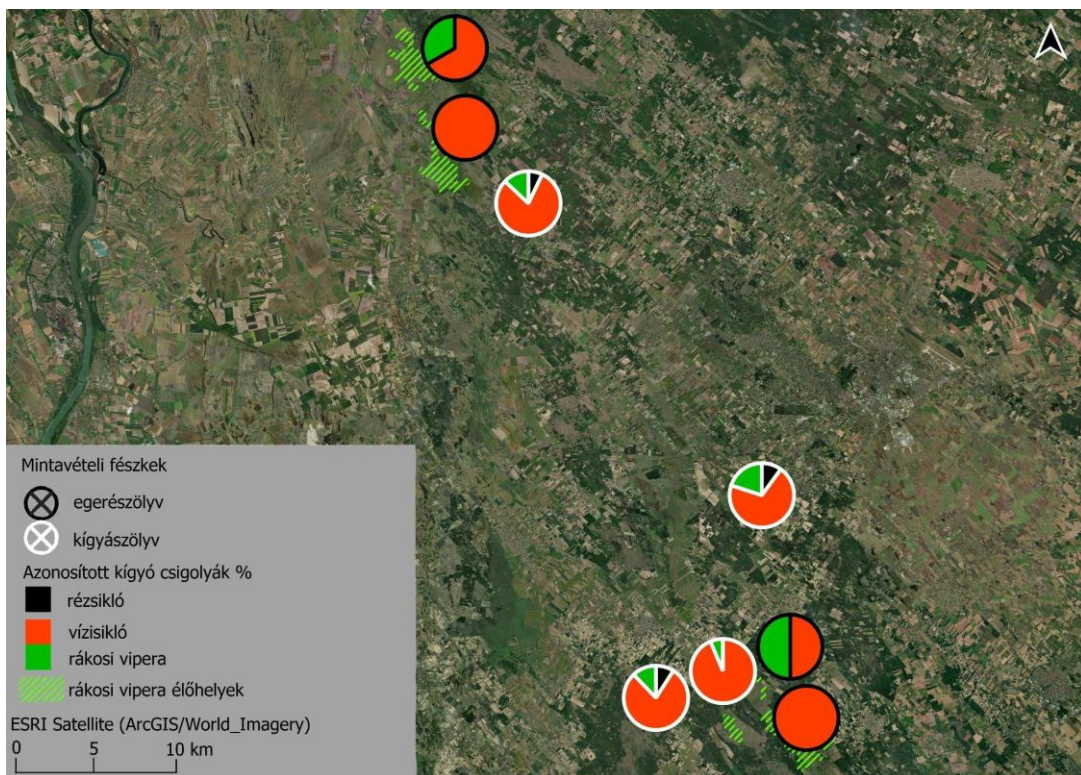 Mintavételi fészkek
egerészölyv
kígyászölyv
Azonosított kígyó csigolyák %
rézsikló
vízisikló
rákosi vipera
rákosi vipera élőhelyek
ESRI Satellite (ArcGIS/World_Imagery)
0 5 10 km